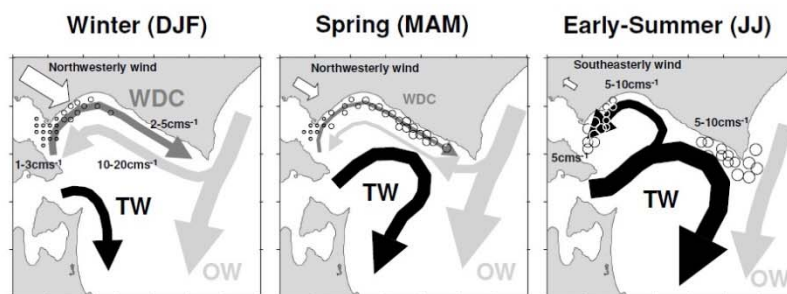 Winter (DJF)
Northwesterly wind
WDC
2-5cms-1
1-3cms-1
10-20cms-1
TW
OW
Spring (MAM)
Northwesterly wind
WDC
TW
OW
Early-Summer (JJ)
Southeasterly wind
5-10cms-1
5-10cms-1
5cms-1
TW
OW